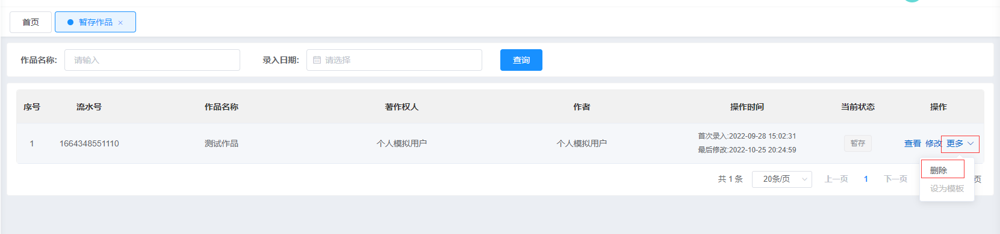 首页 暂存作品 ×
作品名称: 请输入 录入日期: 请选择 查询
序号 流水号 作品名称 著作权人 作者 操作时间 当前状态 操作
1 1664348551110 测试作品 个人模拟用户 个人模拟用户 首次录入:2022-09-28 15:02:31 暂存 查看 修改 更多
最后修改:2022-10-25 20:24:59
删除
共 1 条 20条/页 上一页 1 下一页 页
设为模板